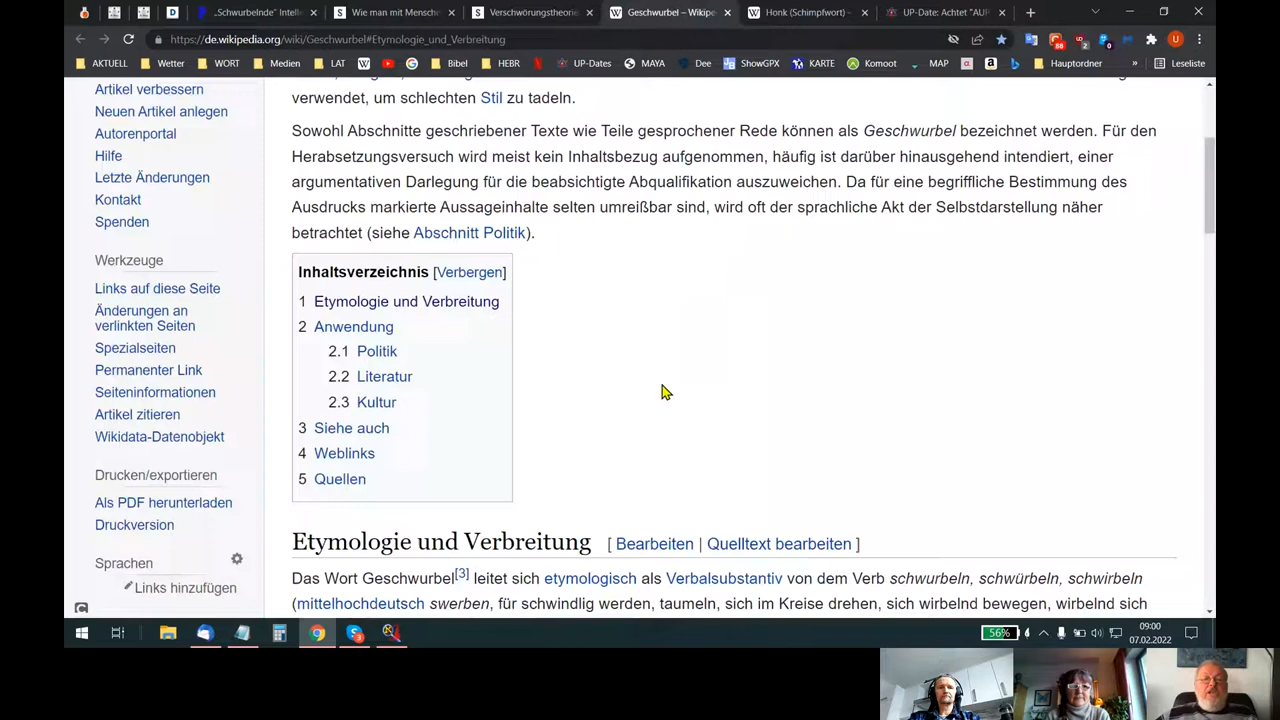 „Schwurbelnde" Intelle
Wie man mit Mensche
Verschwörungstheorie
Geschwurbel – Wikipe
Honk (Schimpfwort) –
UP-Date: Achtet "AUF
https://de.wikipedia.org/wiki/Geschwurbel#Etymologie_und_Verbreitung
AKTUELL
Wetter
WORT
Medien
LAT
Bibel
HEBR
UP-Dates
MAYA
Dee
ShowGPX
KARTE
Komoot
MAP
Hauptordner
»
Leseliste
Artikel verbessern
Neuen Artikel anlegen
Autorenportal
Hilfe
Letzte Änderungen
Kontakt
Spenden
Werkzeuge
Links auf diese Seite
Änderungen an
verlinkten Seiten
Spezialseiten
Permanenter Link
Seiteninformationen
Artikel zitieren
Wikidata-Datenobjekt
Drucken/exportieren
Als PDF herunterladen
Druckversion
Sprachen
Links hinzufügen
verwendet, um schlechten Stil zu tadeln.
Sowohl Abschnitte geschriebener Texte wie Teile gesprochener Rede können als Geschwurbel bezeichnet werden. Für den
Herabsetzungsversuch wird meist kein Inhaltsbezug aufgenommen, häufig ist darüber hinausgehend intendiert, einer
argumentativen Darlegung für die beabsichtigte Abqualifikation auszuweichen. Da für eine begriffliche Bestimmung des
Ausdrucks markierte Aussageinhalte selten umreißbar sind, wird oft der sprachliche Akt der Selbstdarstellung näher
betrachtet (siehe Abschnitt Politik).
Inhaltsverzeichnis [Verbergen]
1 Etymologie und Verbreitung
2 Anwendung
2.1 Politik
2.2 Literatur
2.3 Kultur
3 Siehe auch
4 Weblinks
5 Quellen
Etymologie und Verbreitung [ Bearbeiten | Quelltext bearbeiten ]
Das Wort Geschwurbel[3] leitet sich etymologisch als Verbalsubstantiv von dem Verb schwurbeln, schwürbeln, schwirbeln
(mittelhochdeutsch swerben, für schwindlig werden, taumeln, sich im Kreise drehen, sich wirbelnd bewegen, wirbelnd sich
56%
09:00
07.02.2022